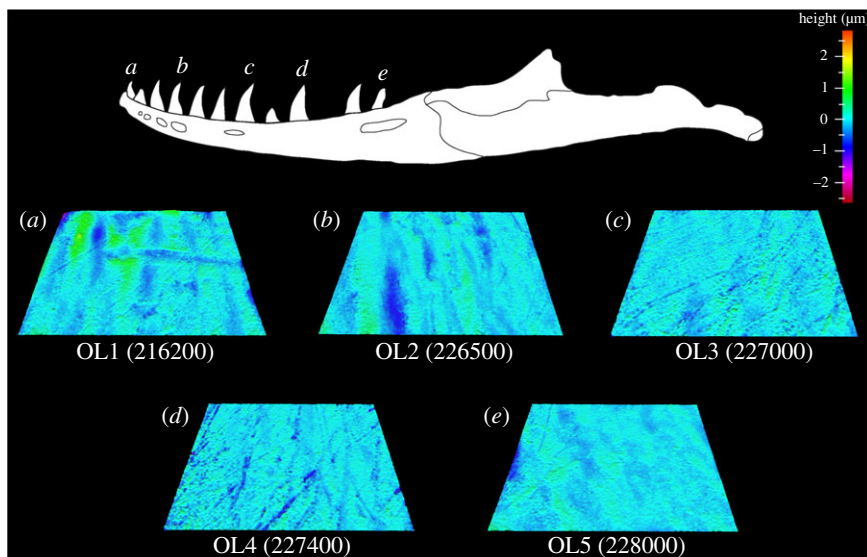 height (µm
2
1
0
–1
–2
a
b
c
d
e
(a)
(b)
(c)
OL1 (216200)
OL2 (226500)
OL3 (227000)
(d)
(e)
OL4 (227400)
OL5 (228000)